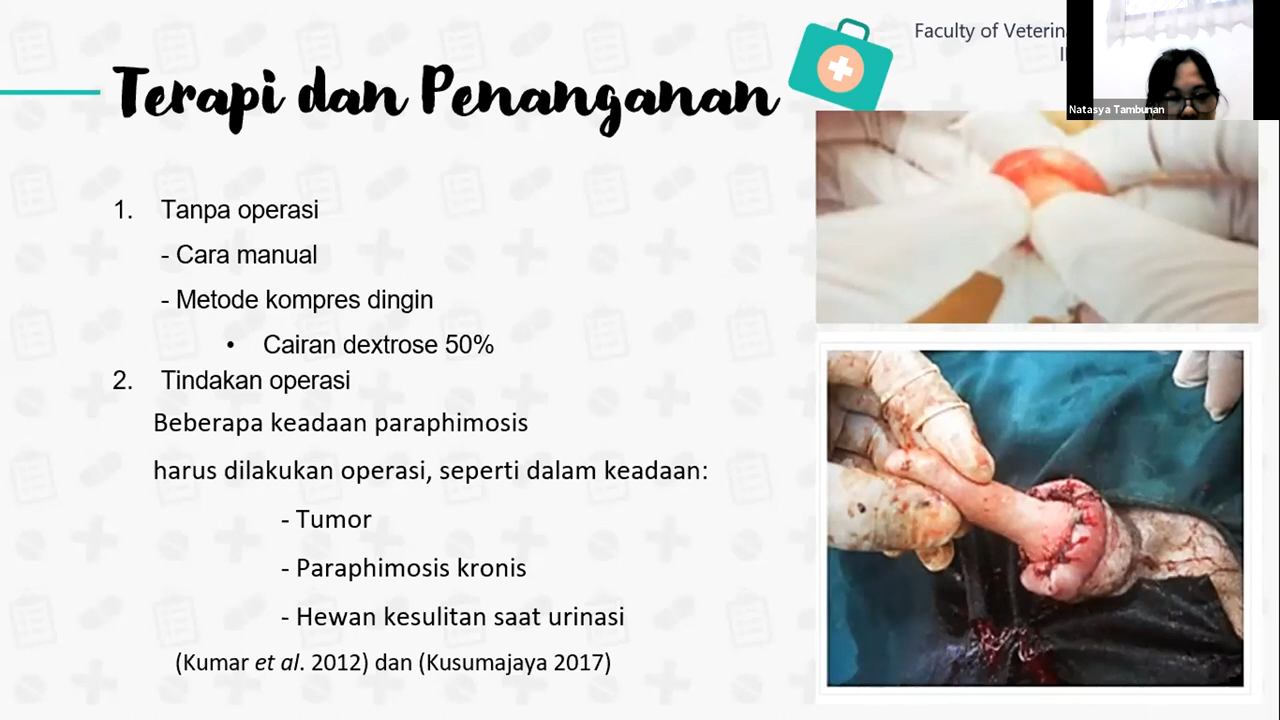 Faculty of Veterin
Natasya Tambunan
Terapi dan Penanganan
1. Tanpa operasi
- Cara manual
- Metode kompres dingin
• Cairan dextrose 50%
2. Tindakan operasi
Beberapa keadaan paraphimosis
harus dilakukan operasi, seperti dalam keadaan:
- Tumor
- Paraphimosis kronis
- Hewan kesulitan saat urinasi
(Kumar et al. 2012) dan (Kusumajaya 2017)